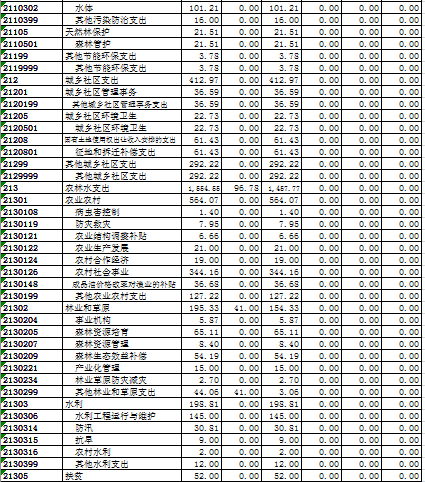 2110302 水体 101.21 0.00 101.21 0.00 0.00 0.00
2110399 其他污染防治支出 16.00 0.00 16.00 0.00 0.00 0.00
21105 天然林保护 21.51 0.00 21.51 0.00 0.00 0.00
2110501 森林管护 21.51 0.00 21.51 0.00 0.00 0.00
21199 其他节能环保支出 3.78 0.00 3.78 0.00 0.00 0.00
2119999 其他节能环保支出 3.78 0.00 3.78 0.00 0.00 0.00
212 城乡社区支出 412.97 0.00 412.97 0.00 0.00 0.00
21201 城乡社区管理事务 36.59 0.00 36.59 0.00 0.00 0.00
2120199 其他城乡社区管理事务支出 36.59 0.00 36.59 0.00 0.00 0.00
21205 城乡社区环境卫生 22.73 0.00 22.73 0.00 0.00 0.00
2120501 城乡社区环境卫生 22.73 0.00 22.73 0.00 0.00 0.00
21208 国有土地使用权出让收入安排的支出 61.43 0.00 61.43 0.00 0.00 0.00
2120801 征地和拆迁补偿支出 61.43 0.00 61.43 0.00 0.00 0.00
21299 其他城乡社区支出 292.22 0.00 292.22 0.00 0.00 0.00
2129999 其他城乡社区支出 292.22 0.00 292.22 0.00 0.00 0.00
213 农林水支出 96.78 0.00 0.00 0.00
21301 农业农村 564.07 0.00 564.07 0.00 0.00 0.00
2130108 病虫害控制 1.40 0.00 1.40 0.00 0.00 0.00
2130119 防灾救灾 7.95 0.00 7.95 0.00 0.00 0.00
2130121 农业结构调整补贴 6.66 0.00 6.66 0.00 0.00 0.00
2130122 农业生产发展 21.00 0.00 21.00 0.00 0.00 0.00
2130124 农村合作经济 19.00 0.00 19.00 0.00 0.00 0.00
2130126 农村社会事业 344.16 0.00 344.16 0.00 0.00 0.00
2130148 成品油价格改革对渔业的补贴 36.68 0.00 36.68 0.00 0.00 0.00
2130199 其他农业农村支出 127.22 0.00 127.22 0.00 0.00 0.00
21302 林业和草原 195.33 41.00 154.33 0.00 0.00 0.00
2130204 事业机构 5.87 0.00 5.87 0.00 0.00 0.00
2130205 森林资源培育 65.11 0.00 65.11 0.00 0.00 0.00
2130207 森林资源管理 8.40 0.00 8.40 0.00 0.00 0.00
2130209 森林生态效益补偿 54.19 0.00 54.19 0.00 0.00 0.00
2130221 产业化管理 15.00 0.00 15.00 0.00 0.00 0.00
2130234 林业草原防灾减灾 2.70 0.00 2.70 0.00 0.00 0.00
2130299 其他林业和草原支出 44.06 41.00 3.06 0.00 0.00 0.00
21303 水利 198.81 0.00 198.81 0.00 0.00 0.00
2130306 水利工程运行与维护 145.00 0.00 145.00 0.00 0.00 0.00
2130314 防汛 30.81 0.00 30.81 0.00 0.00 0.00
2130315 抗旱 9.00 0.00 9.00 0.00 0.00 0.00
2130316 农村水利 2.00 0.00 2.00 0.00 0.00 0.00
2130399 其他水利支出 12.00 0.00 12.00 0.00 0.00 0.00
21305 扶贫 52.00 0.00 52.00 0.00 0.00 0.00